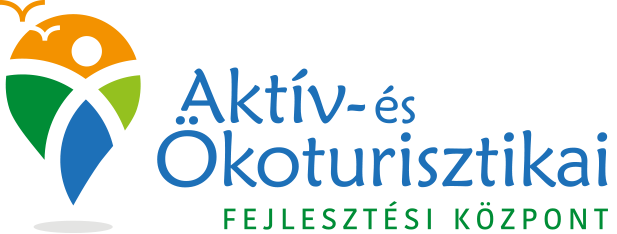 Aktív- és
Ökoturisztikai
FEJLESZTÉSI KÖZPONT